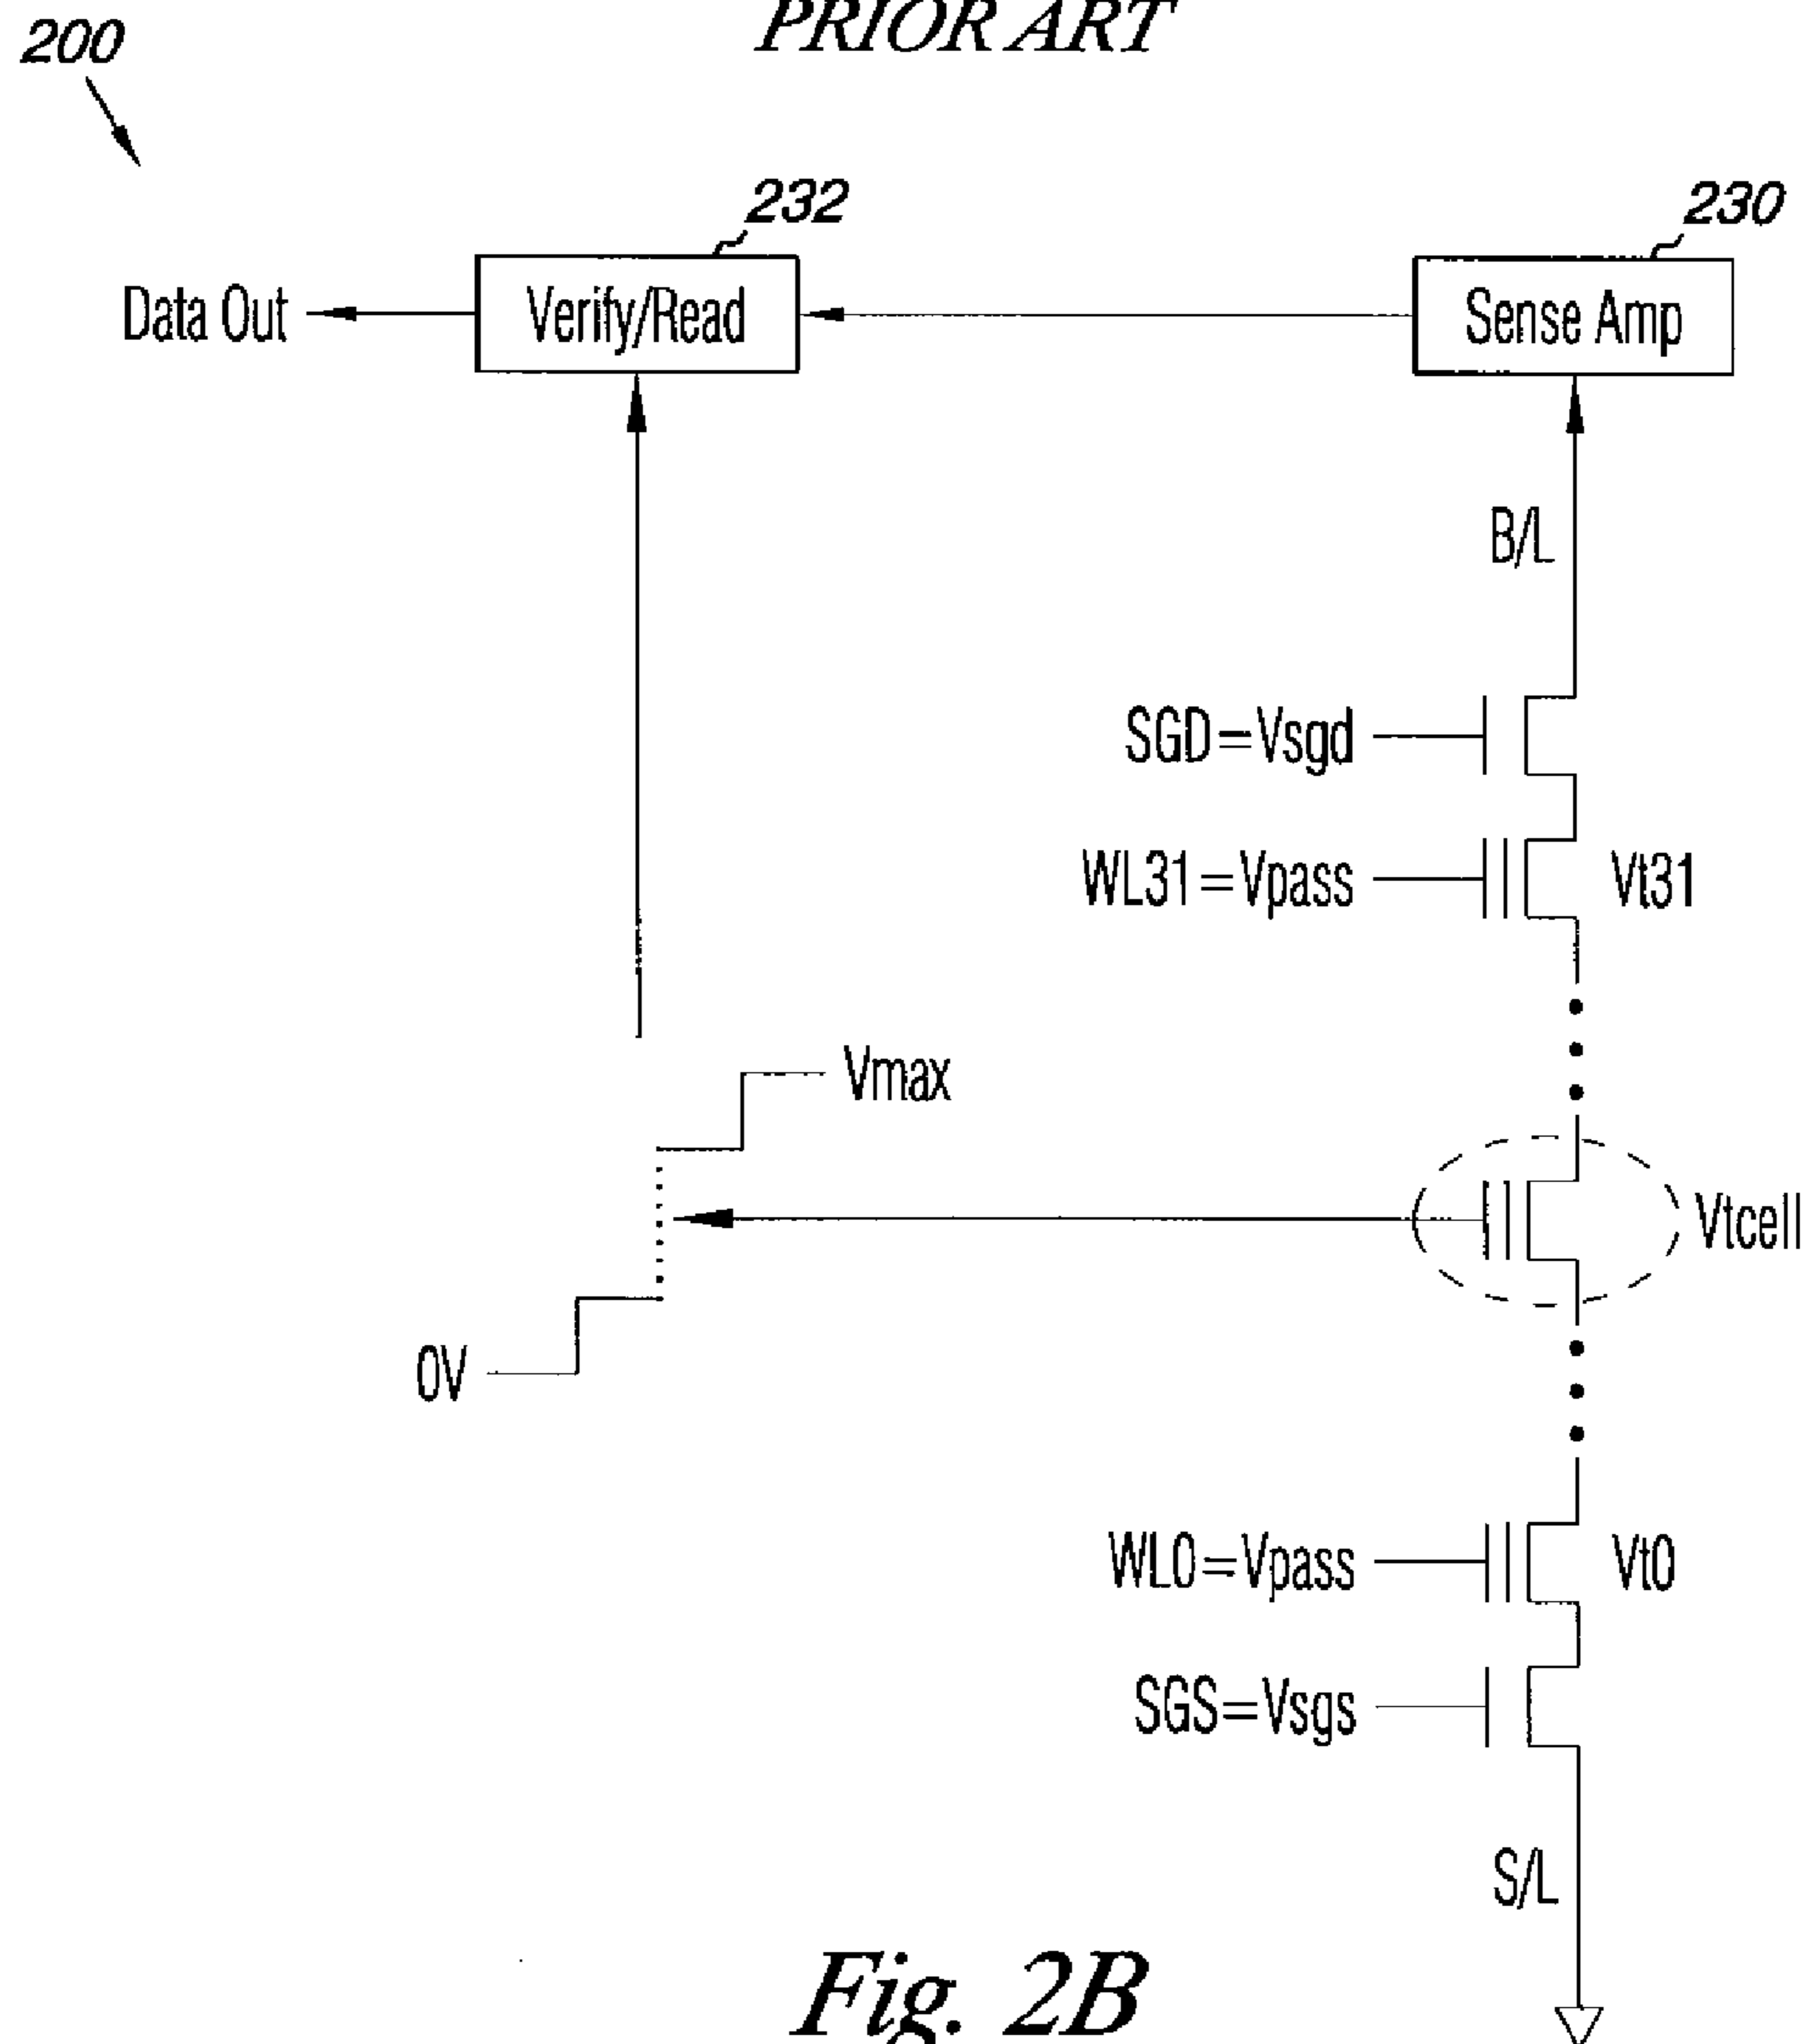 PRIOR ART
200
232
230
Data Out
Verify/Read
Sense Amp
B/L
SGD=Vsgd
WL31=Vpass
Vt31
Vmax
Vtcell
0V
WL0=Vpass
Vt0
SGS=Vsgs
S/L
Fig. 2B